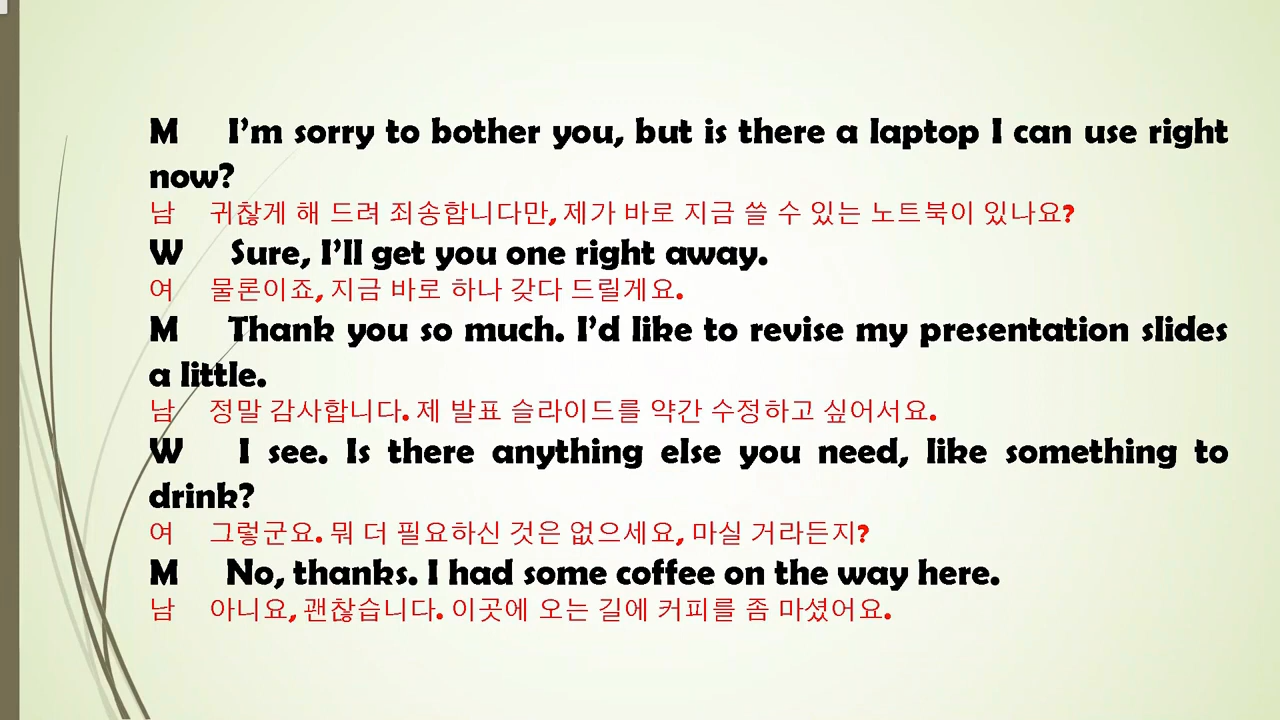 M I’m sorry to bother you, but is there a laptop I can use right
now?
남 귀찮게 해 드려 죄송합니다만, 제가 바로 지금 쓸 수 있는 노트북이 있나요?
W Sure, I’ll get you one right away.
여 물론이죠, 지금 바로 하나 갖다 드릴게요.
M Thank you so much. I’d like to revise my presentation slides
a little.
남 정말 감사합니다. 제 발표 슬라이드를 약간 수정하고 싶어서요.
W I see. Is there anything else you need, like something to
drink?
여 그렇군요. 뭐 더 필요하신 것은 없으세요, 마실 거라든지?
M No, thanks. I had some coffee on the way here.
남 아니요, 괜찮습니다. 이곳에 오는 길에 커피를 좀 마셨어요.